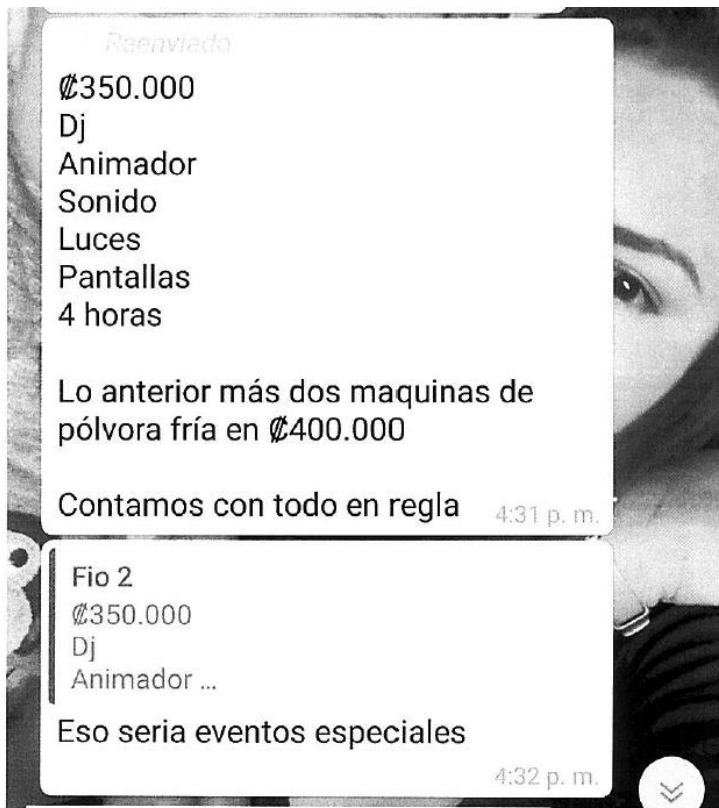 Reenviado
₡350.000
Dj
Animador
Sonido
Luces
Pantallas
4 horas
Lo anterior más dos maquinas de
pólvora fría en ₡400.000
Contamos con todo en regla 4:31 p. m.
Fio 2
₡350.000
Dj
Animador ...
Eso seria eventos especiales
4:32 p. m.